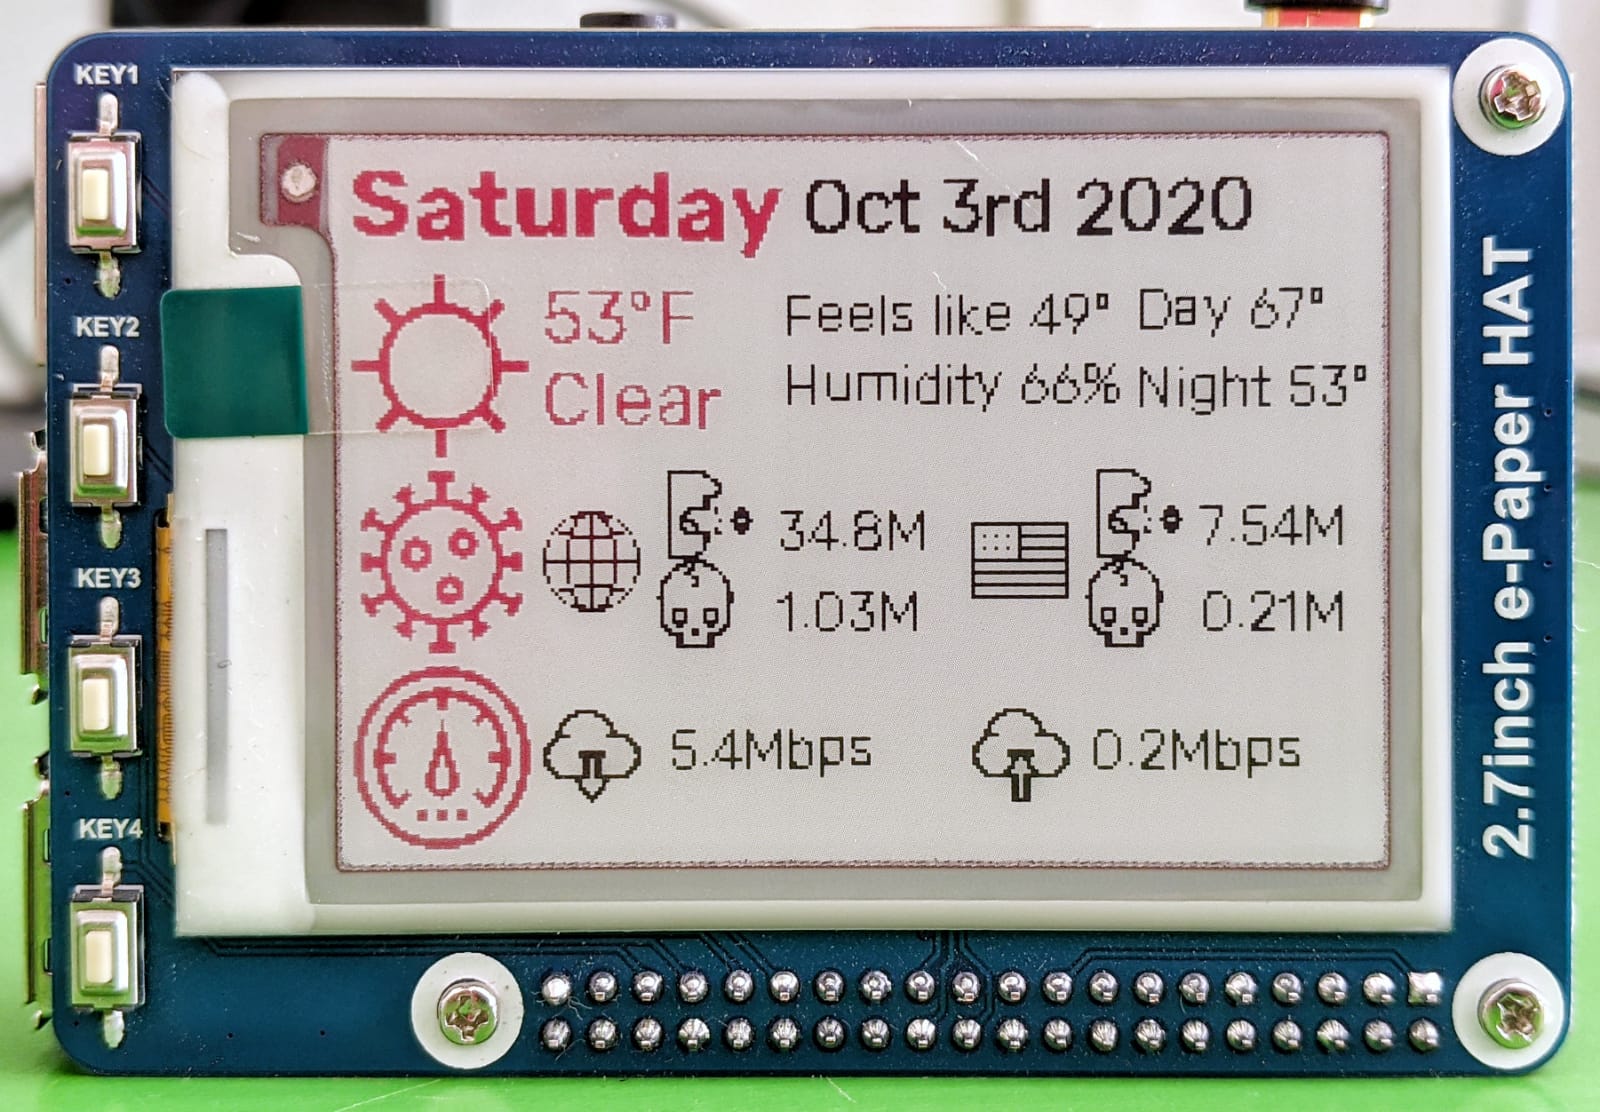 KEY1
KEY2
KEY3
KEY4
Saturday Oct 3rd 2020
53°F
Clear
Feels like 49° Day 67°
Humidity 66% Night 53°
34.8M
1.03M
7.54M
0.21M
5.4Mbps
0.2Mbps
2.7inch e-Paper HAT